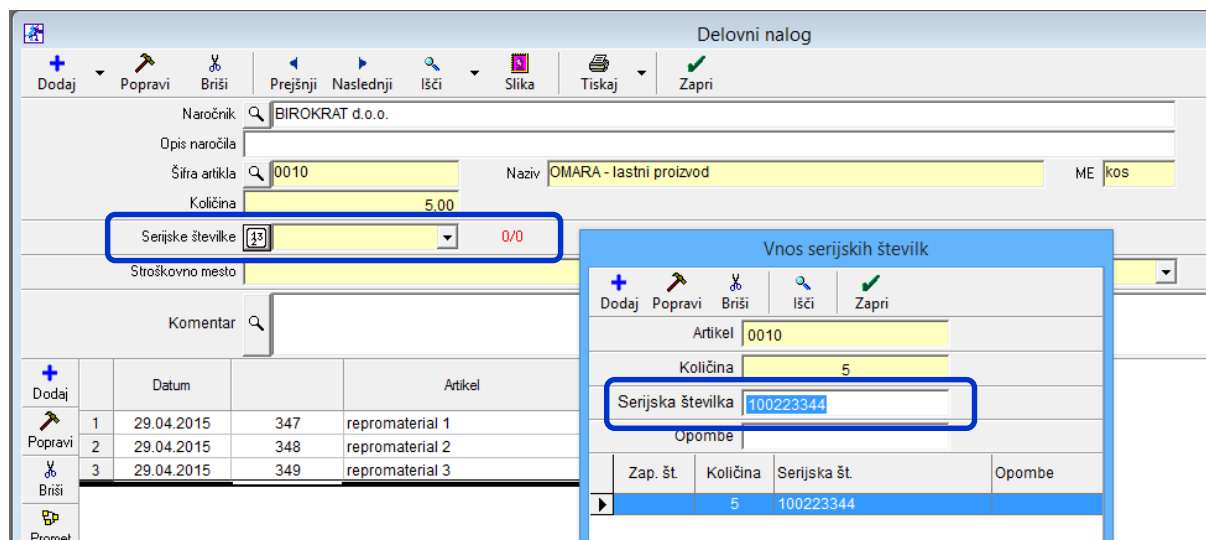 Delovni nalog
Dodaj Popravi Briši Prejšnji Naslednji Išči Slika Tiskaj Zapri
Naročnik BIROKRAT d.o.o.
Opis naročila
Šifra artikla 0010 Naziv OMARA - lastni proizvod ME kos
Količina 5,00
Serijske številke 0/0
Stroškovno mesto
Komentar
Dodaj Datum Artikel
Popravi 1 29.04.2015 347 repromaterial 1
2 29.04.2015 348 repromaterial 2
Briši 3 29.04.2015 349 repromaterial 3
Promet
Vnos serijskih številk
Dodaj Popravi Briši Išči Zapri
Artikel 0010
Količina 5
Serijska številka 100223344
Opombe
Zap. št. Količina Serijska št. Opombe
5 100223344